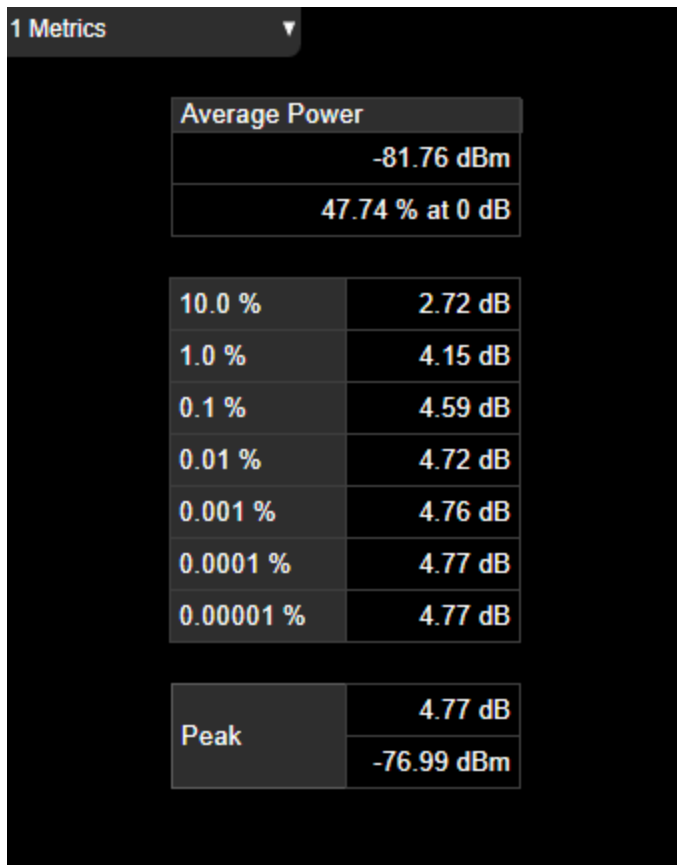 1 Metrics ▼
Average Power
-81.76 dBm
47.74 % at 0 dB
10.0 % 2.72 dB
1.0 % 4.15 dB
0.1 % 4.59 dB
0.01 % 4.72 dB
0.001 % 4.76 dB
0.0001 % 4.77 dB
0.00001 % 4.77 dB
Peak 4.77 dB
-76.99 dBm